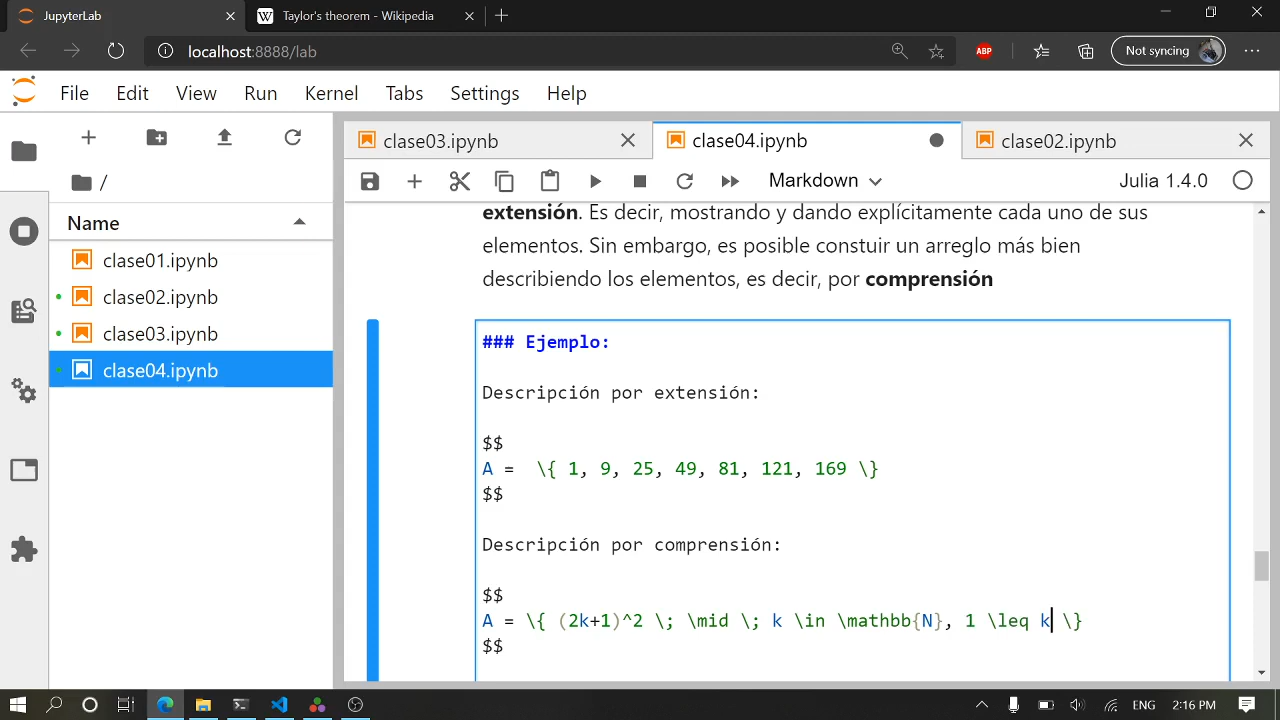 JupyterLab
Taylor's theorem - Wikipedia
localhost:8888/lab
ABP
Not syncing
File Edit View Run Kernel Tabs Settings Help
clase03.ipynb
clase04.ipynb
clase02.ipynb
/
Markdown
Julia 1.4.0
Name
clase01.ipynb
clase02.ipynb
clase03.ipynb
clase04.ipynb
extensión. Es decir, mostrando y dando explícitamente cada uno de sus
elementos. Sin embargo, es posible constuir un arreglo más bien
describiendo los elementos, es decir, por comprensión
### Ejemplo:
Descripción por extensión:
$$
A =  \{ 1, 9, 25, 49, 81, 121, 169 \}
$$
Descripción por comprensión:
$$
A = \{ (2k+1)^2 \; \mid \; k \in \mathbb{N}, 1 \leq k \}
$$
ENG
2:16 PM